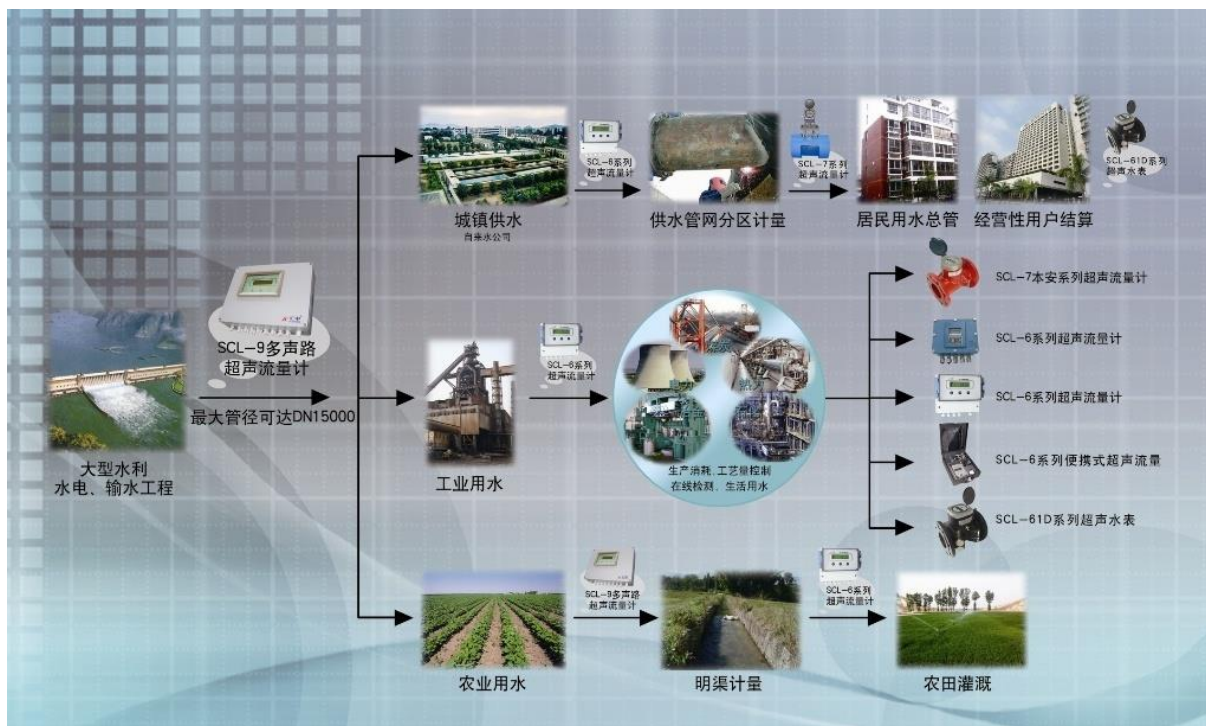 SCL-6系列
超声流量计
SCL-7系列
超声流量计
SCL-61D系列
超声水表
城镇供水
自来水公司
供水管网分区计量
居民用水总管
经营性用户结算
SCL-9多声路
超声流量计
最大管径可达DN15000
大型水利
水电、输水工程
SCL-6系列
超声流量计
工业用水
电力
热力
生产消耗、工艺量控制
在线检测、生活用水
SCL-7本安系列超声流量计
SCL-6系列超声流量计
SCL-6系列超声流量计
SCL-6系列便携式超声流量
SCL-61D系列超声水表
SCL-9多声路
超声流量计
SCL-6系列
超声流量计
农业用水
明渠计量
农田灌溉